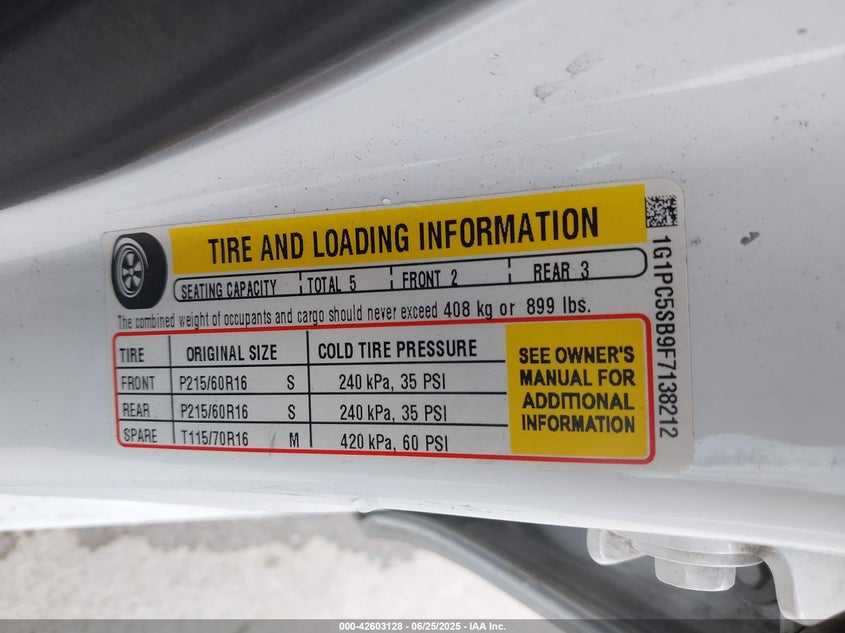 TIRE AND LOADING INFORMATION
SEATING CAPACITY TOTAL 5 FRONT 2 REAR 3
The combined weight of occupants and cargo should never exceed 408 kg or 899 lbs.
TIRE ORIGINAL SIZE COLD TIRE PRESSURE
FRONT P215/60R16 S 240 kPa, 35 PSI
REAR P215/60R16 S 240 kPa, 35 PSI
SPARE T115/70R16 M 420 kPa, 60 PSI
SEE OWNER'S
MANUAL FOR
ADDITIONAL
INFORMATION
1G1PC5SB9F7138212
000-42603128 - 06/25/2025 - IAA Inc.